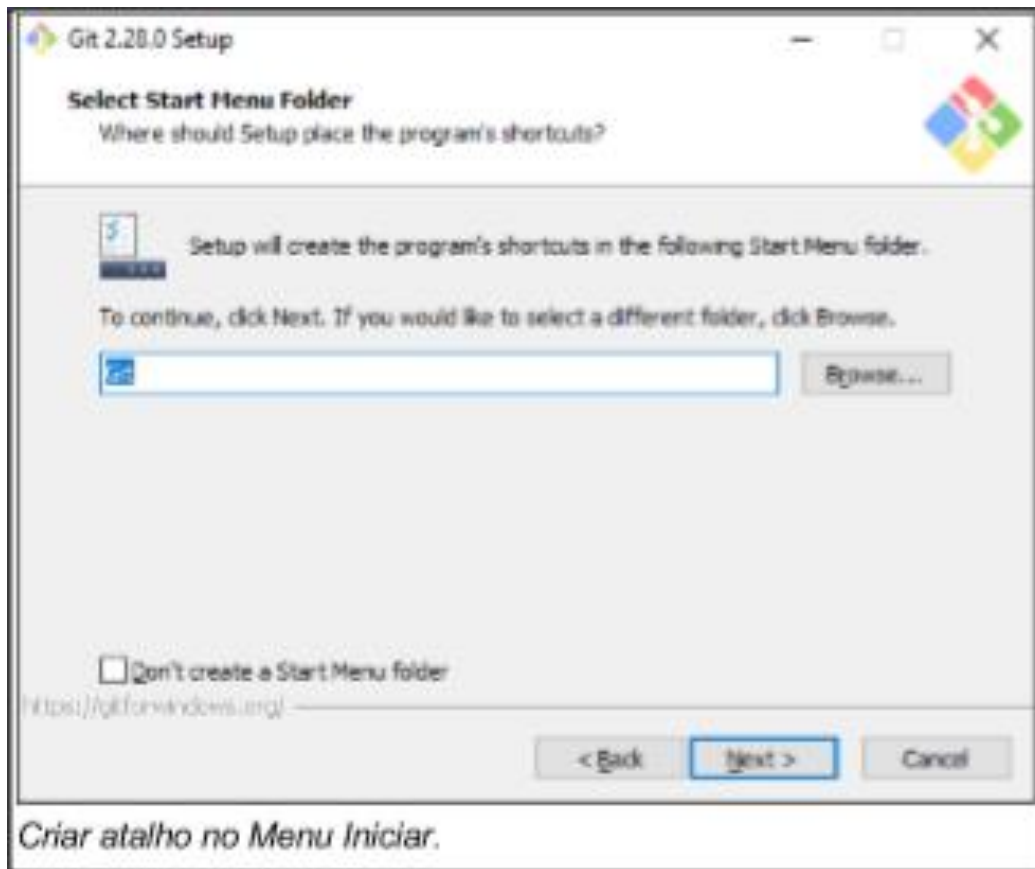 Git 2.28.0 Setup
Select Start Menu Folder
Where should Setup place the program's shortcuts?
Setup will create the program's shortcuts in the following Start Menu folder.
To continue, click Next. If you would like to select a different folder, click Browse.
Git
Browse...
Don't create a Start Menu folder
https://gitforwindows.org/
< Back
Next >
Cancel
Criar atalho no Menu Iniciar.